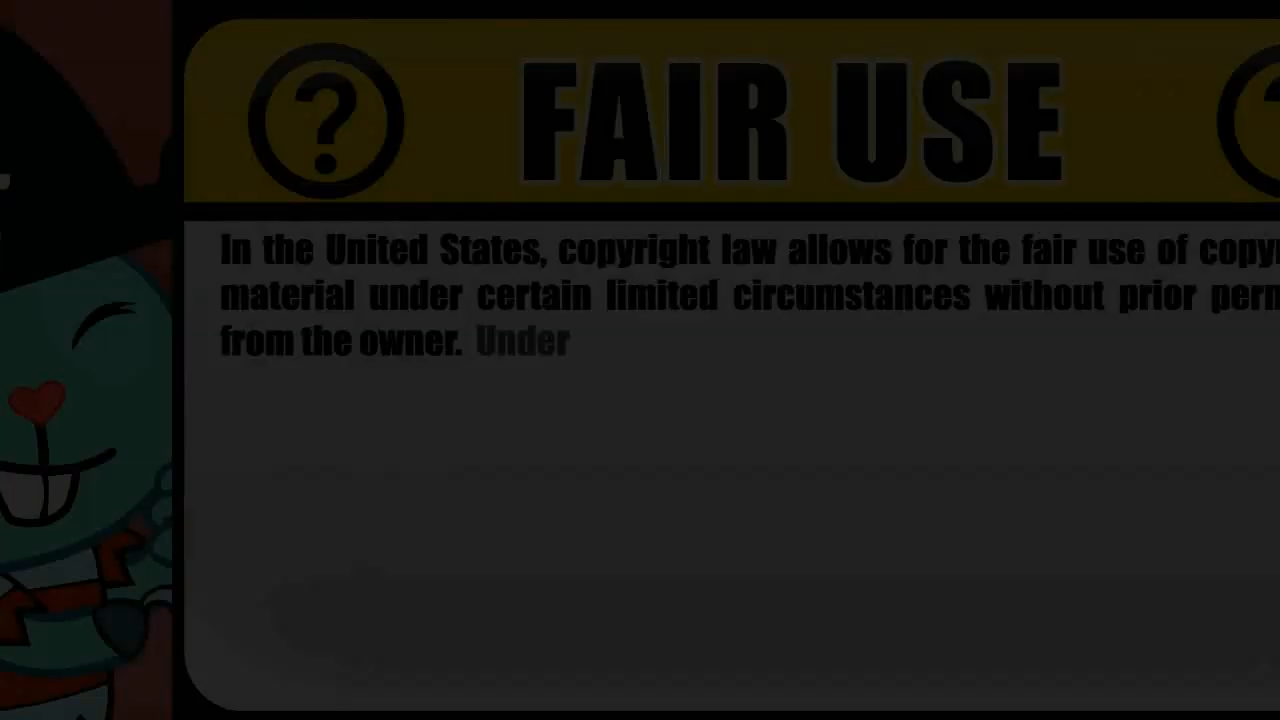 FAIR USE
In the United States, copyright law allows for the fair use of
material under certain limited circumstances without prior
from the owner. Under